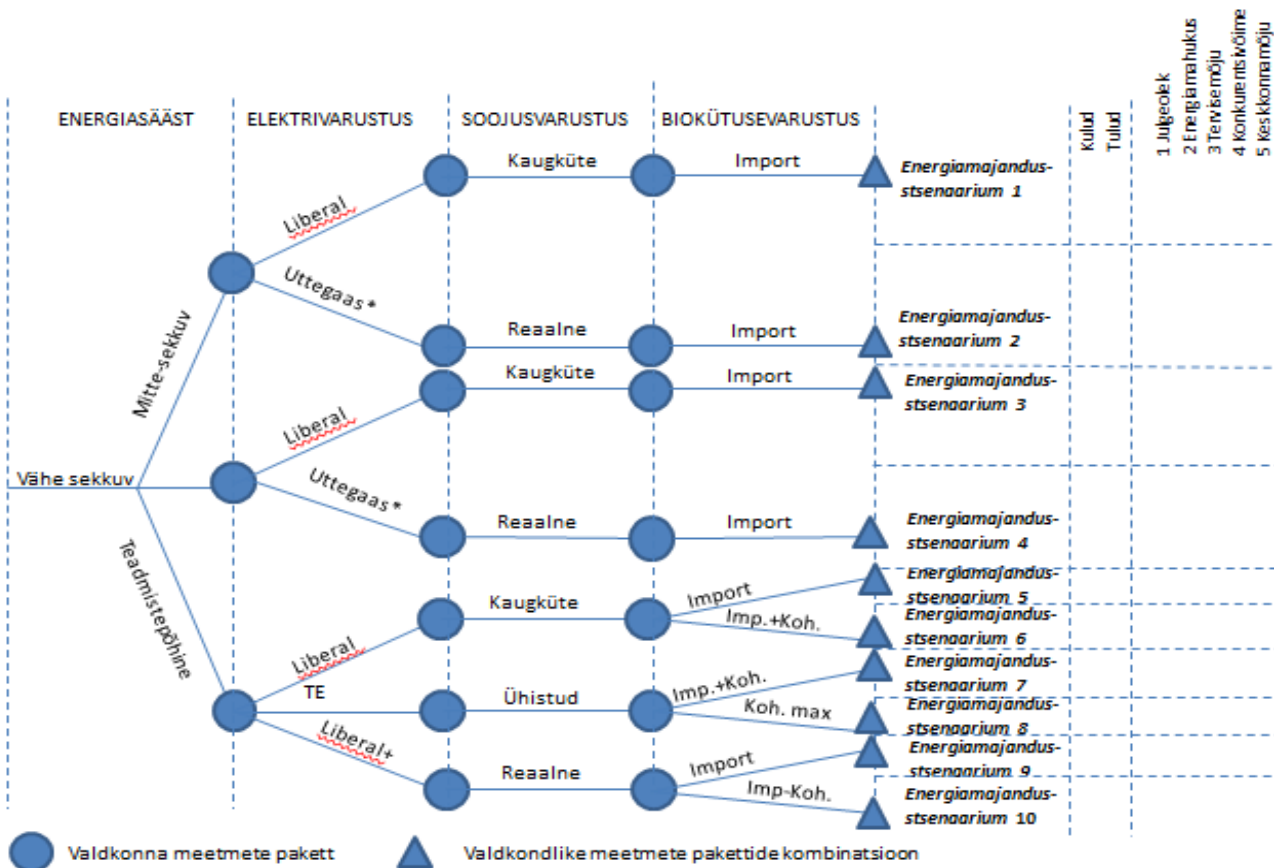 Kulud
Tulud
1 Julgeolek
2 Energiamahukus
3 Tervisemõju
4 Konkurentsivõime
5 Keskkonnamõju
ENERGIASÄÄST
ELEKTRIVARUSTUS
SOOJUSVARUSTUS
BIOKÜTUSEVARUSTUS
Kaugküte
Import
Energiamajandus-
stsenaarium 1
Liberal
Uttegaas *
Reaalne
Import
Energiamajandus-
stsenaarium 2
Mitte-sekkuv
Kaugküte
Import
Energiamajandus-
stsenaarium 3
Liberal
Vähe sekkuv
Uttegaas *
Reaalne
Import
Energiamajandus-
stsenaarium 4
Teadmistepõhine
Kaugküte
Import
Energiamajandus-
stsenaarium 5
Imp.+Koh.
Energiamajandus-
stsenaarium 6
Liberal
TE
Ühistud
Imp.+Koh.
Energiamajandus-
stsenaarium 7
Koh. max
Energiamajandus-
stsenaarium 8
Liberal+
Reaalne
Import
Energiamajandus-
stsenaarium 9
Imp-Koh.
Energiamajandus-
stsenaarium 10
Valdkonna meetmete pakett
Valdkondlike meetmete pakettide kombinatsioon